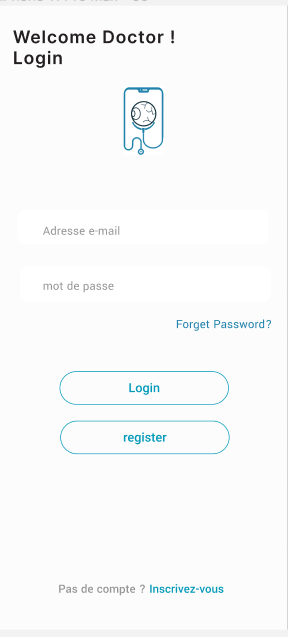 Welcome Doctor !
Login
Adresse e-mail
mot de passe
Forget Password?
Login
register
Pas de compte ? Inscrivez-vous